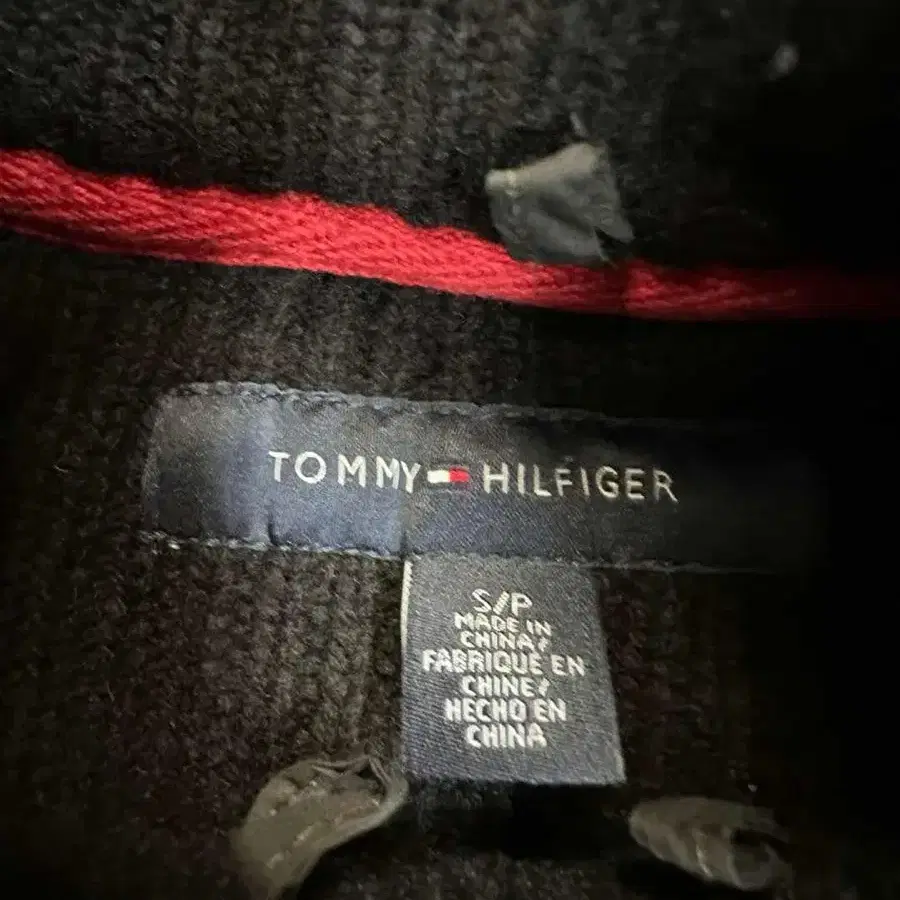 TOMMY HILFIGER
S/P
MADE IN
CHINA/
FABRIQUÉ EN
CHINE/
HECHO EN
CHINA